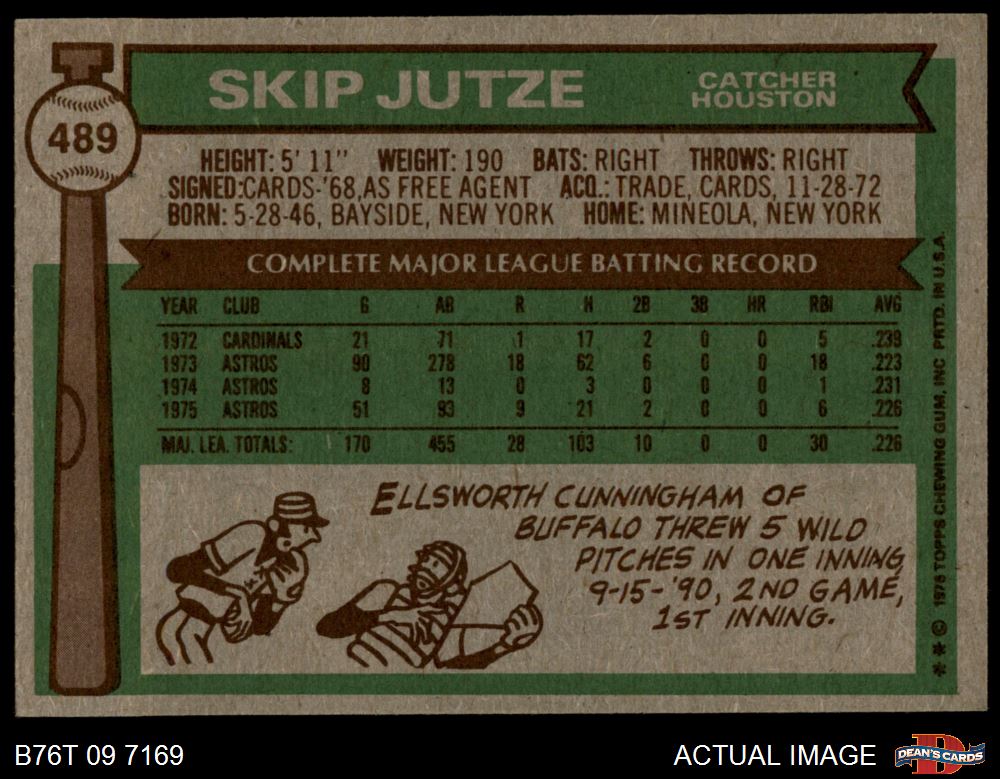 SKIP JUTZE
CATCHER
HOUSTON
489
HEIGHT: 5' 11" WEIGHT: 190 BATS: RIGHT THROWS: RIGHT
SIGNED:CARDS-'68,AS FREE AGENT ACQ.: TRADE, CARDS, 11-28-72
BORN: 5-28-46, BAYSIDE, NEW YORK HOME: MINEOLA, NEW YORK
COMPLETE MAJOR LEAGUE BATTING RECORD
YEAR CLUB G AB R H 2B 3B HR RBI AVG
1972 CARDINALS 21 71 1 17 2 0 0 5 .239
1973 ASTROS 90 278 18 62 6 0 0 18 .223
1974 ASTROS 8 13 0 3 0 0 0 1 .231
1975 ASTROS 51 93 9 21 2 0 0 6 .226
MAJ. LEA. TOTALS: 170 455 28 103 10 0 0 30 .226
ELLSWORTH CUNNINGHAM OF
BUFFALO THREW 5 WILD
PITCHES IN ONE INNING,
9-15-'90, 2ND GAME,
1ST INNING.
* * © 1976 TOPPS CHEWING GUM, INC PRTD. IN U.S.A.
B76T 09 7169
ACTUAL IMAGE
DEAN'S CARDS